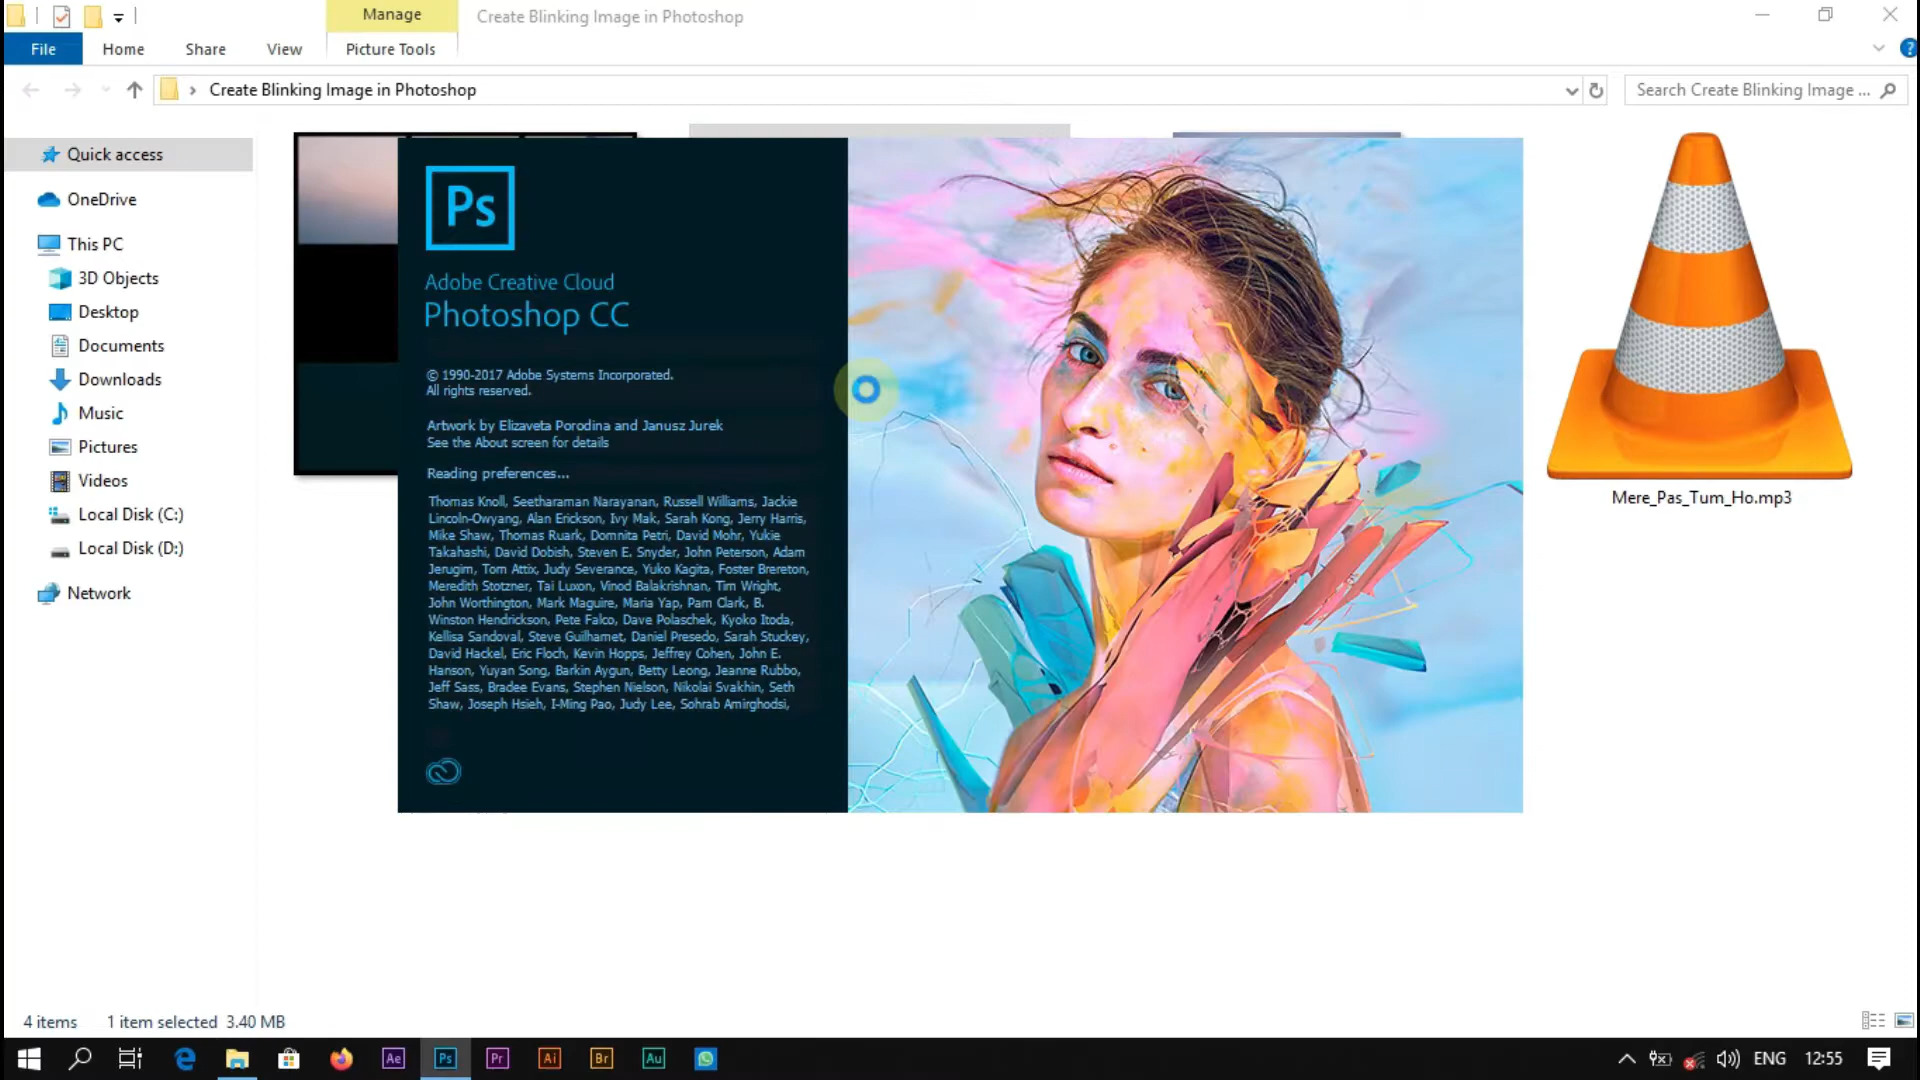 Manage
Create Blinking Image in Photoshop
File
Home
Share
View
Picture Tools
?
Create Blinking Image in Photoshop
Search Create Blinking Image ...
Quick access
OneDrive
This PC
3D Objects
Desktop
Documents
Downloads
Music
Pictures
Videos
Local Disk (C:)
Local Disk (D:)
Network
Ps
Adobe Creative Cloud
Photoshop CC
© 1990-2017 Adobe Systems Incorporated.
All rights reserved.
Artwork by Elizaveta Porodina and Janusz Jurek
See the About screen for details
Reading preferences...
Thomas Knoll, Seetharaman Narayanan, Russell Williams, Jackie
Lincoln-Owyang, Alan Erickson, Ivy Mak, Sarah Kong, Jerry Harris,
Mike Shaw, Thomas Ruark, Domnita Petri, David Mohr, Yukie
Takahashi, David Dobish, Steven E. Snyder, John Peterson, Adam
Jerugim, Tom Attix, Judy Severance, Yuko Kagita, Foster Brereton,
Meredith Stotzner, Tai Luxon, Vinod Balakrishnan, Tim Wright,
John Worthington, Mark Maguire, Maria Yap, Pam Clark, B.
Winston Hendrickson, Pete Falco, Dave Polaschek, Kyoko Itoda,
Kellisa Sandoval, Steve Guilhamet, Daniel Presedo, Sarah Stuckey,
David Hackel, Eric Floch, Kevin Hopps, Jeffrey Cohen, John E.
Hanson, Yuyan Song, Barkin Aygun, Betty Leong, Jeanne Rubbo,
Jeff Sass, Bradee Evans, Stephen Nielson, Nikolai Svakhin, Seth
Shaw, Joseph Hsieh, I-Ming Pao, Judy Lee, Sohrab Amirghodsi,
Mere_Pas_Tum_Ho.mp3
4 items
1 item selected
3.40 MB
Ae
Ps
Pr
Ai
Br
Au
ENG
12:55